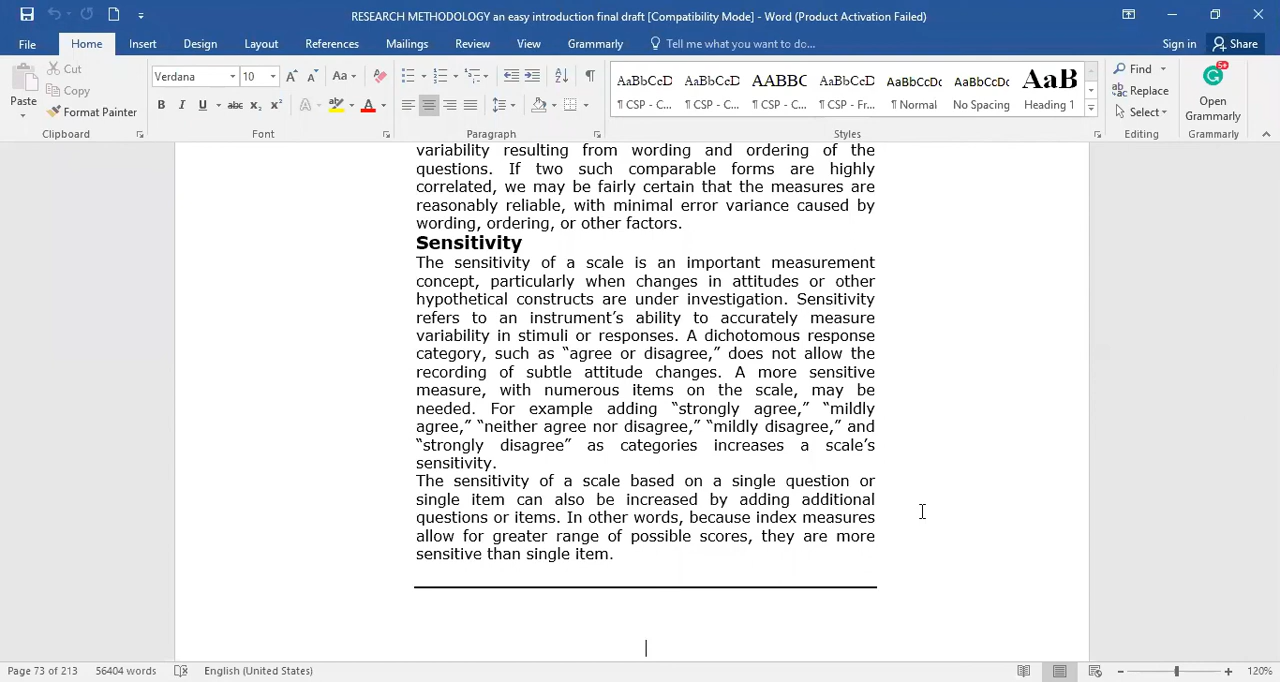 RESEARCH METHODOLOGY an easy introduction final draft [Compatibility Mode] - Word (Product Activation Failed)
File Home Insert Design Layout References Mailings Review View Grammarly Tell me what you want to do... Sign in Share
Paste
Cut
Copy
Format Painter
Clipboard
Verdana 10
Font
Paragraph
AaBbCcD AaBbCcD AABBC AaBbCcD AaBbCcDc AaBbCcDc AaB
¶ CSP - C... ¶ CSP - C... ¶ CSP - C... ¶ CSP - Fr... ¶ Normal No Spacing Heading 1
Styles
Find
Replace
Select
Editing
5+
Open
Grammarly
Grammarly
variability resulting from wording and ordering of the
questions. If two such comparable forms are highly
correlated, we may be fairly certain that the measures are
reasonably reliable, with minimal error variance caused by
wording, ordering, or other factors.
Sensitivity
The sensitivity of a scale is an important measurement
concept, particularly when changes in attitudes or other
hypothetical constructs are under investigation. Sensitivity
refers to an instrument’s ability to accurately measure
variability in stimuli or responses. A dichotomous response
category, such as “agree or disagree,” does not allow the
recording of subtle attitude changes. A more sensitive
measure, with numerous items on the scale, may be
needed. For example adding “strongly agree,” “mildly
agree,” “neither agree nor disagree,” “mildly disagree,” and
“strongly disagree” as categories increases a scale’s
sensitivity.
The sensitivity of a scale based on a single question or
single item can also be increased by adding additional
questions or items. In other words, because index measures
allow for greater range of possible scores, they are more
sensitive than single item.
Page 73 of 213 56404 words English (United States) 120%